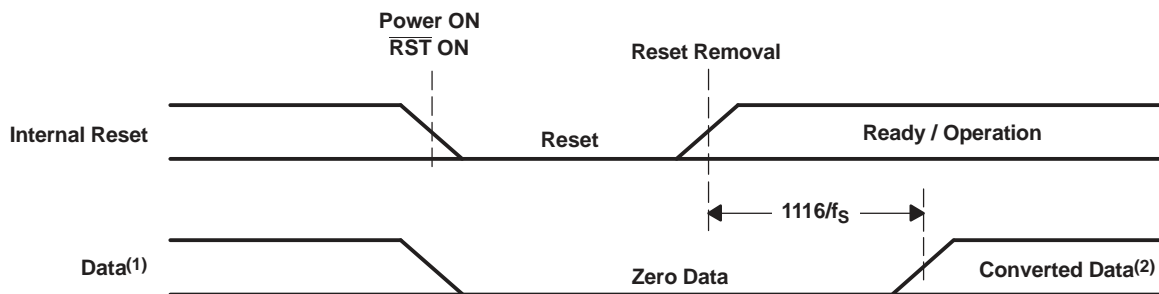 Power ON
RST ON
Reset Removal
Internal Reset
Reset
Ready / Operation
1116/fS
Data(1)
Zero Data
Converted Data(2)